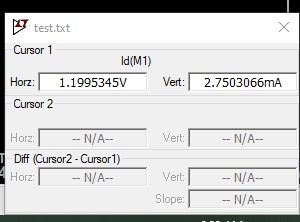 test.txt
Cursor 1
Id(M1)
Horz: 1.1995345V Vert: 2.7503066mA
Cursor 2
Horz: -- N/A-- Vert: -- N/A--
Diff (Cursor2 - Cursor1)
Horz: -- N/A-- Vert: -- N/A--
Slope: -- N/A--